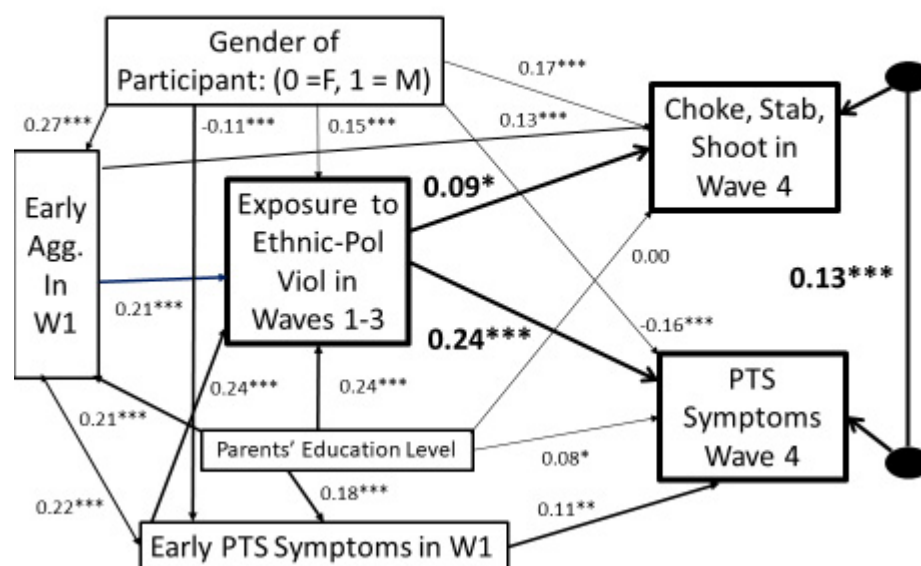 Gender of
Participant: (0 =F, 1 = M)
0.17***
Choke, Stab,
Shoot in
Wave 4
0.27***
-0.11***
0.15***
0.13***
Early
Agg.
In
W1
Exposure to
Ethnic-Pol
Viol in
Waves 1-3
0.09*
0.00
0.13***
0.21***
0.24***
-0.16***
PTS
Symptoms
Wave 4
0.21***
0.24***
0.24***
Parents' Education Level
0.08*
0.22***
0.18***
0.11**
Early PTS Symptoms in W1